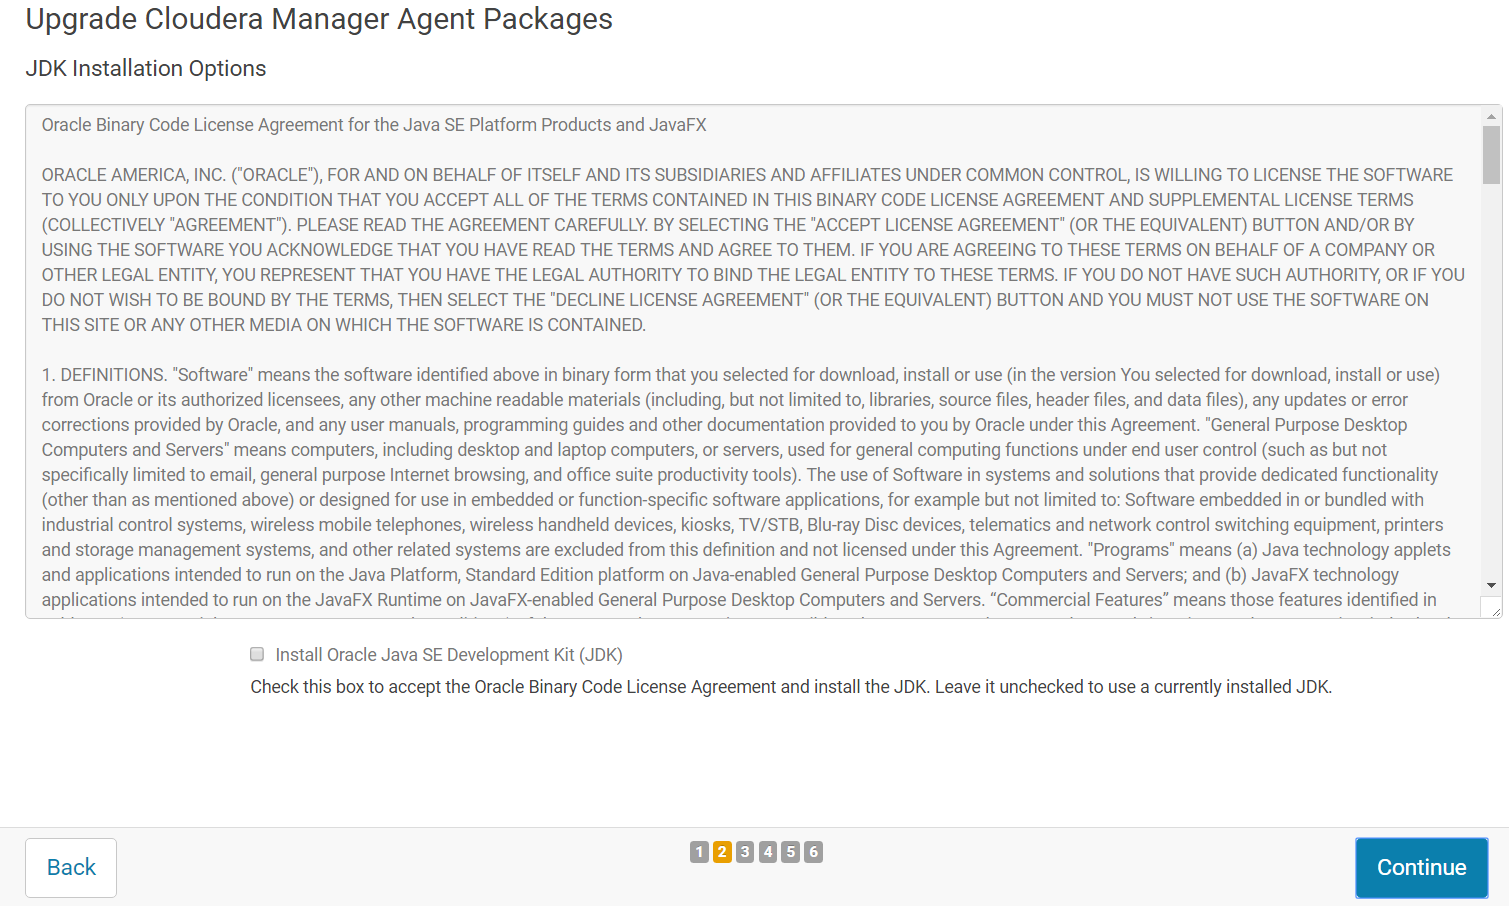 Upgrade Cloudera Manager Agent Packages
JDK Installation Options
Oracle Binary Code License Agreement for the Java SE Platform Products and JavaFX
ORACLE AMERICA, INC. ("ORACLE"), FOR AND ON BEHALF OF ITSELF AND ITS SUBSIDIARIES AND AFFILIATES UNDER COMMON CONTROL, IS WILLING TO LICENSE THE SOFTWARE
TO YOU ONLY UPON THE CONDITION THAT YOU ACCEPT ALL OF THE TERMS CONTAINED IN THIS BINARY CODE LICENSE AGREEMENT AND SUPPLEMENTAL LICENSE TERMS
(COLLECTIVELY "AGREEMENT"). PLEASE READ THE AGREEMENT CAREFULLY. BY SELECTING THE "ACCEPT LICENSE AGREEMENT" (OR THE EQUIVALENT) BUTTON AND/OR BY
USING THE SOFTWARE YOU ACKNOWLEDGE THAT YOU HAVE READ THE TERMS AND AGREE TO THEM. IF YOU ARE AGREEING TO THESE TERMS ON BEHALF OF A COMPANY OR
OTHER LEGAL ENTITY, YOU REPRESENT THAT YOU HAVE THE LEGAL AUTHORITY TO BIND THE LEGAL ENTITY TO THESE TERMS. IF YOU DO NOT HAVE SUCH AUTHORITY, OR IF YOU
DO NOT WISH TO BE BOUND BY THE TERMS, THEN SELECT THE "DECLINE LICENSE AGREEMENT" (OR THE EQUIVALENT) BUTTON AND YOU MUST NOT USE THE SOFTWARE ON
THIS SITE OR ANY OTHER MEDIA ON WHICH THE SOFTWARE IS CONTAINED.
1. DEFINITIONS. "Software" means the software identified above in binary form that you selected for download, install or use (in the version You selected for download, install or use)
from Oracle or its authorized licensees, any other machine readable materials (including, but not limited to, libraries, source files, header files, and data files), any updates or error
corrections provided by Oracle, and any user manuals, programming guides and other documentation provided to you by Oracle under this Agreement. "General Purpose Desktop
Computers and Servers" means computers, including desktop and laptop computers, or servers, used for general computing functions under end user control (such as but not
specifically limited to email, general purpose Internet browsing, and office suite productivity tools). The use of Software in systems and solutions that provide dedicated functionality
(other than as mentioned above) or designed for use in embedded or function-specific software applications, for example but not limited to: Software embedded in or bundled with
industrial control systems, wireless mobile telephones, wireless handheld devices, kiosks, TV/STB, Blu-ray Disc devices, telematics and network control switching equipment, printers
and storage management systems, and other related systems are excluded from this definition and not licensed under this Agreement. "Programs" means (a) Java technology applets
and applications intended to run on the Java Platform, Standard Edition platform on Java-enabled General Purpose Desktop Computers and Servers; and (b) JavaFX technology
applications intended to run on the JavaFX Runtime on JavaFX-enabled General Purpose Desktop Computers and Servers. “Commercial Features” means those features identified in
Install Oracle Java SE Development Kit (JDK)
Check this box to accept the Oracle Binary Code License Agreement and install the JDK. Leave it unchecked to use a currently installed JDK.
Back
1 2 3 4 5 6
Continue